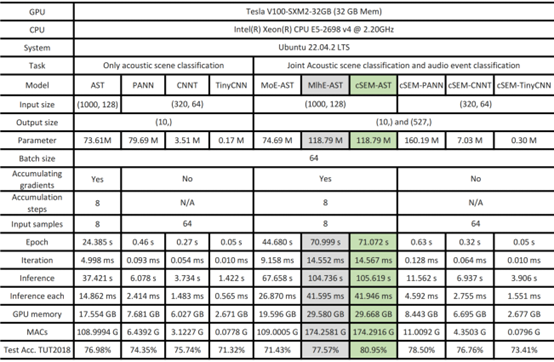 GPU Tesla V100-SXM2-32GB (32 GB Mem)
CPU Intel(R) Xeon(R) CPU E5-2698 v4 @ 2.20GHz
System Ubuntu 22.04.2 LTS
Task Only acoustic scene classification Joint Acoustic scene classification and audio event classification
Model AST PANN CNNT TinyCNN MoE-AST MlhE-AST cSEM-AST cSEM-PANN cSEM-CNNT cSEM-TinyCNN
Input size (1000, 128) (320, 64) (1000, 128) (320, 64)
Output size (10,) (10,) and (527,)
Parameter 73.61M 79.69 M 3.51 M 0.17 M 74.69 M 118.79 M 118.79 M 160.19 M 7.03 M 0.30 M
Batch size 64
Accumulating gradients Yes No Yes No
Accumulation steps 8 N/A 8 N/A
Input samples 8 64 8 64
Epoch 24.385 s 0.46 s 0.27 s 0.05 s 44.680 s 70.999 s 71.072 s 0.63 s 0.32 s 0.05 s
Iteration 4.998 ms 0.093 ms 0.054 ms 0.010 ms 9.158 ms 14.552 ms 14.567 ms 0.128 ms 0.064 ms 0.010 ms
Inference 37.421 s 6.078 s 3.734 s 1.422 s 67.658 s 104.736 s 105.619 s 11.562 s 6.937 s 3.906 s
Inference each 14.862 ms 2.414 ms 1.483 ms 0.565 ms 26.870 ms 41.595 ms 41.946 ms 4.592 ms 2.755 ms 1.551 ms
GPU memory 17.554 GB 7.681 GB 6.027 GB 2.671 GB 19.596 GB 29.580 GB 29.668 GB 8.443 GB 6.695 GB 2.677 GB
MACs 108.9994 G 6.4392 G 3.1227 G 0.0778 G 109.0005 G 174.2581 G 174.2916 G 11.0092 G 4.3503 G 0.0796 G
Test Acc. TUT2018 76.98% 74.35% 75.74% 71.32% 71.43% 77.57% 80.95% 78.50% 76.76% 73.41%